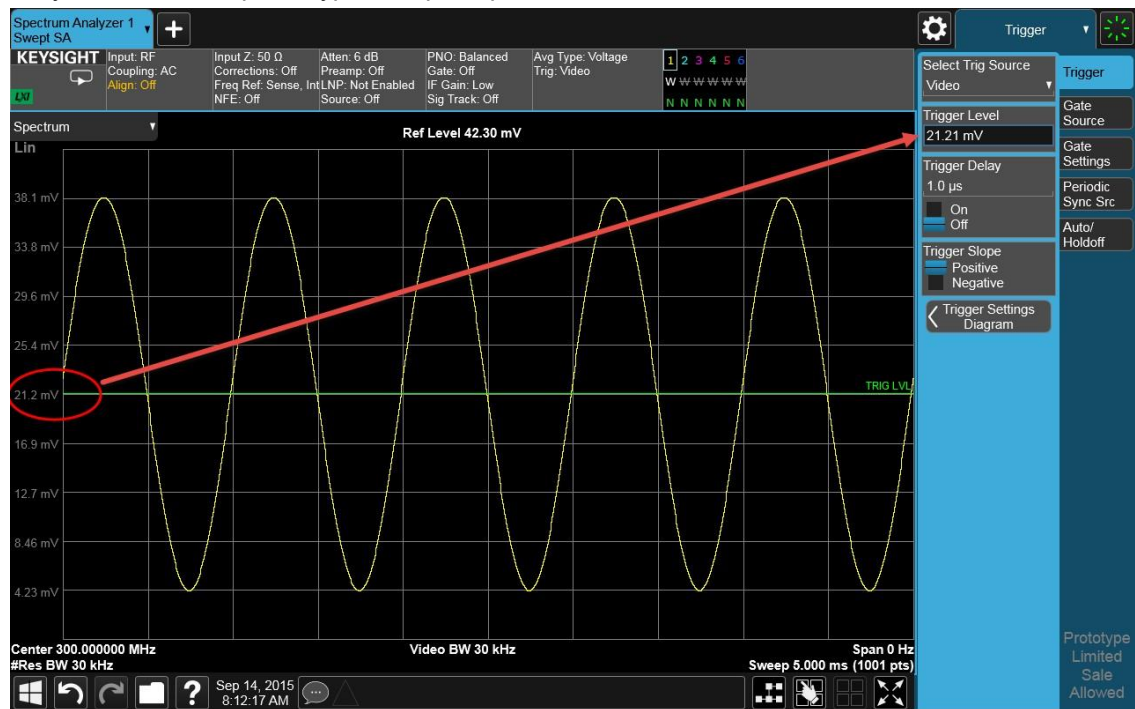 Spectrum Analyzer 1
Swept SA
Trigger
KEYSIGHT
LXI
Input: RF
Coupling: AC
Align: Off
Input Z: 50 Ω
Corrections: Off
Freq Ref: Sense, Int
NFE: Off
Atten: 6 dB
Preamp: Off
LNP: Not Enabled
Source: Off
PNO: Balanced
Gate: Off
IF Gain: Low
Sig Track: Off
Avg Type: Voltage
Trig: Video
1 2 3 4 5 6
W W W W W W
N N N N N N
Spectrum
Ref Level 42.30 mV
Lin
38.1 mV
33.8 mV
29.6 mV
25.4 mV
21.2 mV
16.9 mV
12.7 mV
8.46 mV
4.23 mV
TRIG LVL
Center 300.000000 MHz
#Res BW 30 kHz
Video BW 30 kHz
Span 0 Hz
Sweep 5.000 ms (1001 pts)
?
Sep 14, 2015
8:12:17 AM
Select Trig Source
Video
Trigger Level
21.21 mV
Trigger Delay
1.0 µs
On
Off
Trigger Slope
Positive
Negative
Trigger Settings
Diagram
Trigger
Gate
Source
Gate
Settings
Periodic
Sync Src
Auto/
Holdoff
Prototype
Limited
Sale
Allowed